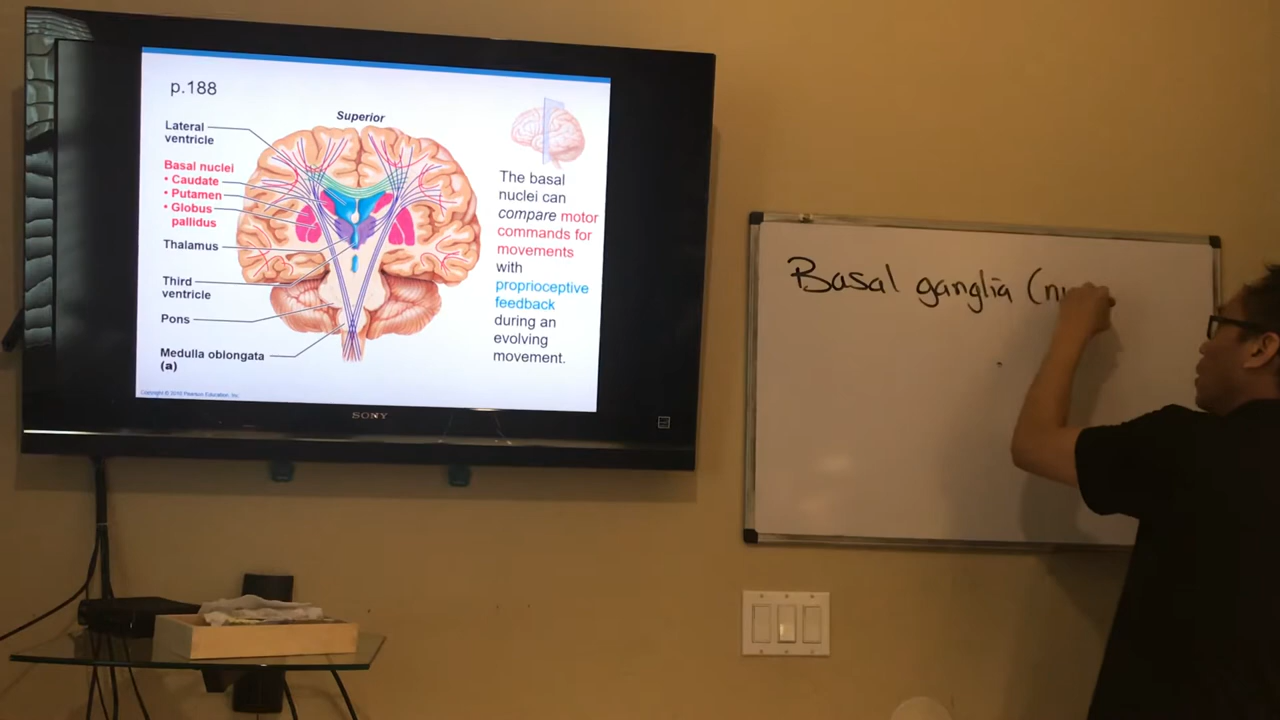 p.188
Superior
Lateral
ventricle
Basal nuclei
• Caudate
• Putamen
• Globus
pallidus
Thalamus
Third
ventricle
Pons
Medulla oblongata
(a)
The basal
nuclei can
compare motor
commands for
movements
with
proprioceptive
feedback
during an
evolving
movement.
Copyright © 2010 Pearson Education, Inc.
SONY
Basal ganglia (nu